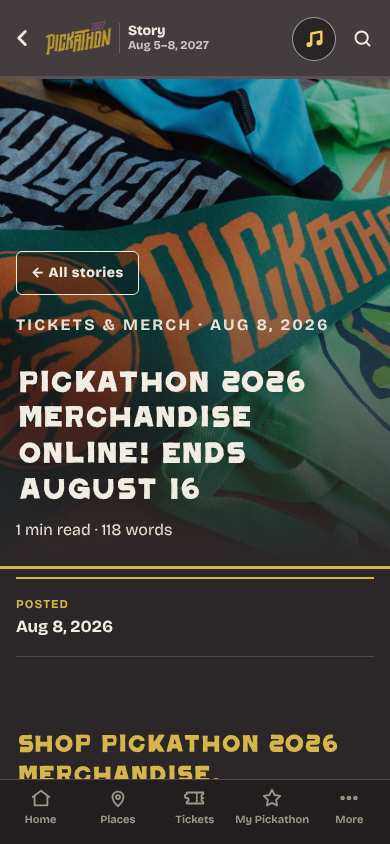 PICKATHON
Story
Aug 5–8, 2027
PICKATHON
PICKATH
← All stories
TICKETS & MERCH · AUG 8, 2026
PICKATHON 2026
MERCHANDISE
ONLINE! ENDS
AUGUST 16
1 min read · 118 words
POSTED
Aug 8, 2026
SHOP PICKATHON 2026
MERCHANDISE.
Home
Places
Tickets
My Pickathon
More